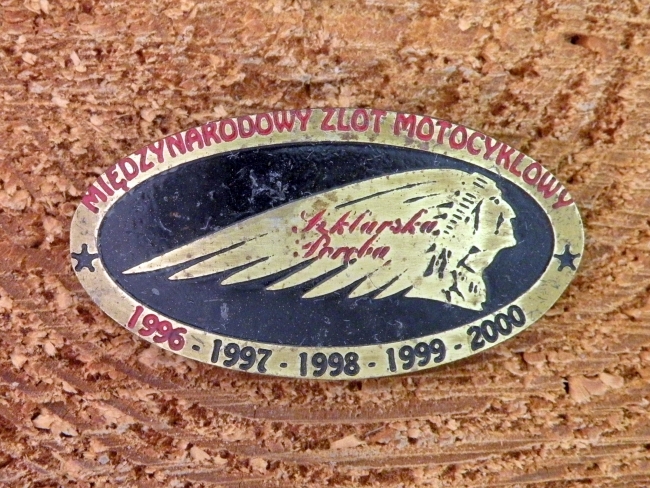 MIĘDZYNARODOWY ZLOT MOTOCYKLOWY
Szklarska
Poręba
1996 - 1997 - 1998 - 1999 - 2000